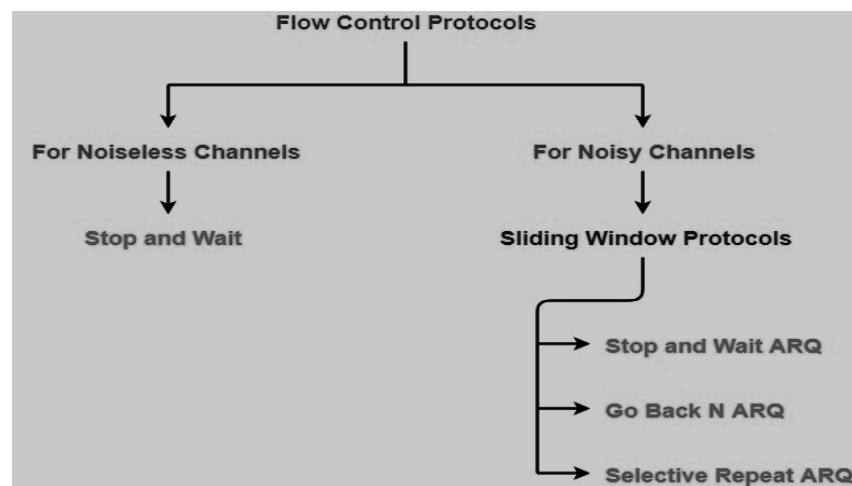 Flow Control Protocols
For Noiseless Channels
For Noisy Channels
Stop and Wait
Sliding Window Protocols
Stop and Wait ARQ
Go Back N ARQ
Selective Repeat ARQ